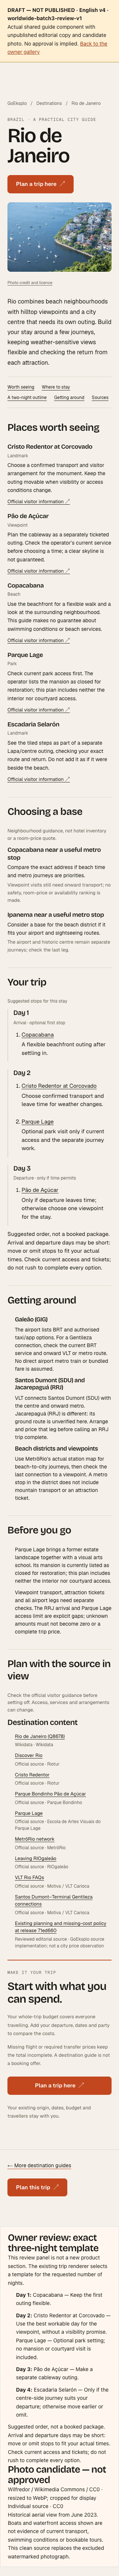 DRAFT — NOT PUBLISHED · English v4 ·
worldwide-batch3-review-v1
Actual shared guide component with
unpublished editorial copy and candidate
photo. No approval is implied. Back to the
owner gallery
GoExsplo / Destinations / Rio de Janeiro
BRAZIL · A PRACTICAL CITY GUIDE
Rio de
Janeiro
Plan a trip here ↗
Photo credit and licence
Rio combines beach neighborhoods
with hilltop viewpoints and a city
centre that needs its own outing. Build
your stay around a few journeys,
keeping weather-sensitive views
flexible and checking the return from
each attraction.
Worth seeing Where to stay
A two-night outline Getting around Sources
Places worth seeing
Cristo Redentor at Corcovado
Landmark
Choose a confirmed transport and visitor
arrangement for the monument. Keep the
outing movable when visibility or access
conditions change.
Official visitor information ↗
Pão de Açúcar
Viewpoint
Plan the cableway as a separately ticketed
outing. Check the operator's current service
before choosing a time; a clear skyline is
not guaranteed.
Official visitor information ↗
Copacabana
Beach
Use the beachfront for a flexible walk and a
look at the surrounding neighborhood.
This guide makes no guarantee about
swimming conditions or beach services.
Official visitor information ↗
Parque Lage
Park
Check current park access first. The
operator lists the mansion as closed for
restoration; this plan includes neither the
interior nor courtyard access.
Official visitor information ↗
Escadaria Selarón
Landmark
See the tiled steps as part of a separate
Lapa/centre outing, checking your exact
route and return. Do not add it as if it were
beside the beach.
Official visitor information ↗
Choosing a base
Neighbourhood guidance, not hotel inventory
or a room-price quote.
Copacabana near a useful metro
stop
Compare the exact address if beach time
and metro journeys are priorities.
Viewpoint visits still need onward transport; no
safety, room-price or availability ranking is
made.
Ipanema near a useful metro stop
Consider a base for the beach district if it
fits your airport and sightseeing routes.
The airport and historic centre remain separate
journeys; check the last leg.
Your trip
Suggested stops for this stay
Day 1
Arrival · optional first stop
1. Copacabana
A flexible beachfront outing after
settling in.
Day 2
1. Cristo Redentor at Corcovado
Choose confirmed transport and
leave time for weather changes.
2. Parque Lage
Optional park visit only if current
access and the separate journey
work.
Day 3
Departure · only if time permits
1. Pão de Açúcar
Only if departure leaves time;
otherwise choose one viewpoint
for the stay.
Suggested order, not a booked package.
Arrival and departure days may be short:
move or omit stops to fit your actual
times. Check current access and tickets;
do not rush to complete every option.
Getting around
Galeão (GIG)
The airport lists BRT and authorised
taxi/app options. For a Gentileza
connection, check the current BRT
service and onward VLT or metro route.
No direct metro train or bundled
fare is assumed.
Santos Dumont (SDU) and
Jacarepaguá (RRJ)
VLT connects Santos Dumont (SDU) with
the centre and onward metro.
Jacarepaguá (RRJ) is different: its
ground route is unverified here. Arrange
and price that leg before calling an RRJ
trip complete.
Beach districts and viewpoints
Use MetrôRio's actual station map for
beach-to-city journeys, then check the
last connection to a viewpoint. A metro
stop in the district does not include
mountain transport or an attraction
ticket.
Before you go
Parque Lage brings a former estate
landscape together with a visual arts
school. Its mansion is currently listed as
closed for restoration; this plan includes
neither the interior nor courtyard access.
Viewpoint transport, attraction tickets
and all airport legs need separate
checks. The RRJ arrival and Parque Lage
access limit are explicit gaps; unknown
amounts must not become zero or a
complete trip price.
Plan with the source in
view
Check the official visitor guidance before
setting off. Access, services and arrangements
can change.
Destination content
Rio de Janeiro (Q8678)
Wikidata · Wikidata
Discover Rio
Official source · Riotur
Cristo Redentor
Official source · Riotur
Parque Bondinho Pão de Açúcar
Official source · Parque Bondinho
Parque Lage
Official source · Escola de Artes Visuais do
Parque Lage
MetrôRio network
Official source · MetrôRio
Leaving RIOgaleão
Official source · RIOgaleão
VLT Rio FAQs
Official source · Motiva / VLT Carioca
Santos Dumont–Terminal Gentileza
connections
Official source · Motiva / VLT Carioca
Existing planning and missing-cost policy
Reviewed editorial source · GoExsplo source
implementation; not a city price observation
MAKE IT YOUR TRIP
Start with what you
can spend.
Your whole-trip budget covers everyone
travelling. Add your departure, dates and party
to compare the costs.
Missing flight or required transfer prices keep
the total incomplete. A destination guide is not
a booking offer.
Plan a trip here ↗
Your existing origin, dates, budget and
travellers stay with you.
← More destination guides
Plan this trip ↗
Owner review: exact
three-night template
This review panel is not a new product
section. The existing trip renderer selects
a template for the requested number of
nights.
Day 1: Copacabana — Keep the first
outing flexible.
Day 2: Cristo Redentor at Corcovado —
Use the best workable day for the
viewpoint, without a visibility promise.
Parque Lage — Optional park setting;
no mansion or courtyard visit is
included.
Day 3: Pão de Açúcar — Make a
separate cableway outing.
Day 4: Escadaria Selarón — Only if the
centre-side journey suits your
departure; otherwise move earlier or
omit.
Suggested order, not a booked package.
Arrival and departure days may be short:
move or omit stops to fit your actual times.
Check current access and tickets; do not
rush to complete every option.
Photo candidate — not
approved
Wilfredor / Wikimedia Commons / CC0 ·
resized to WebP; cropped for display
Individual source · CC0
Historical aerial view from June 2023.
Boats and waterfront access shown are
not evidence of current transport,
swimming conditions or bookable tours.
This clean source replaces the excluded
watermarked photograph.